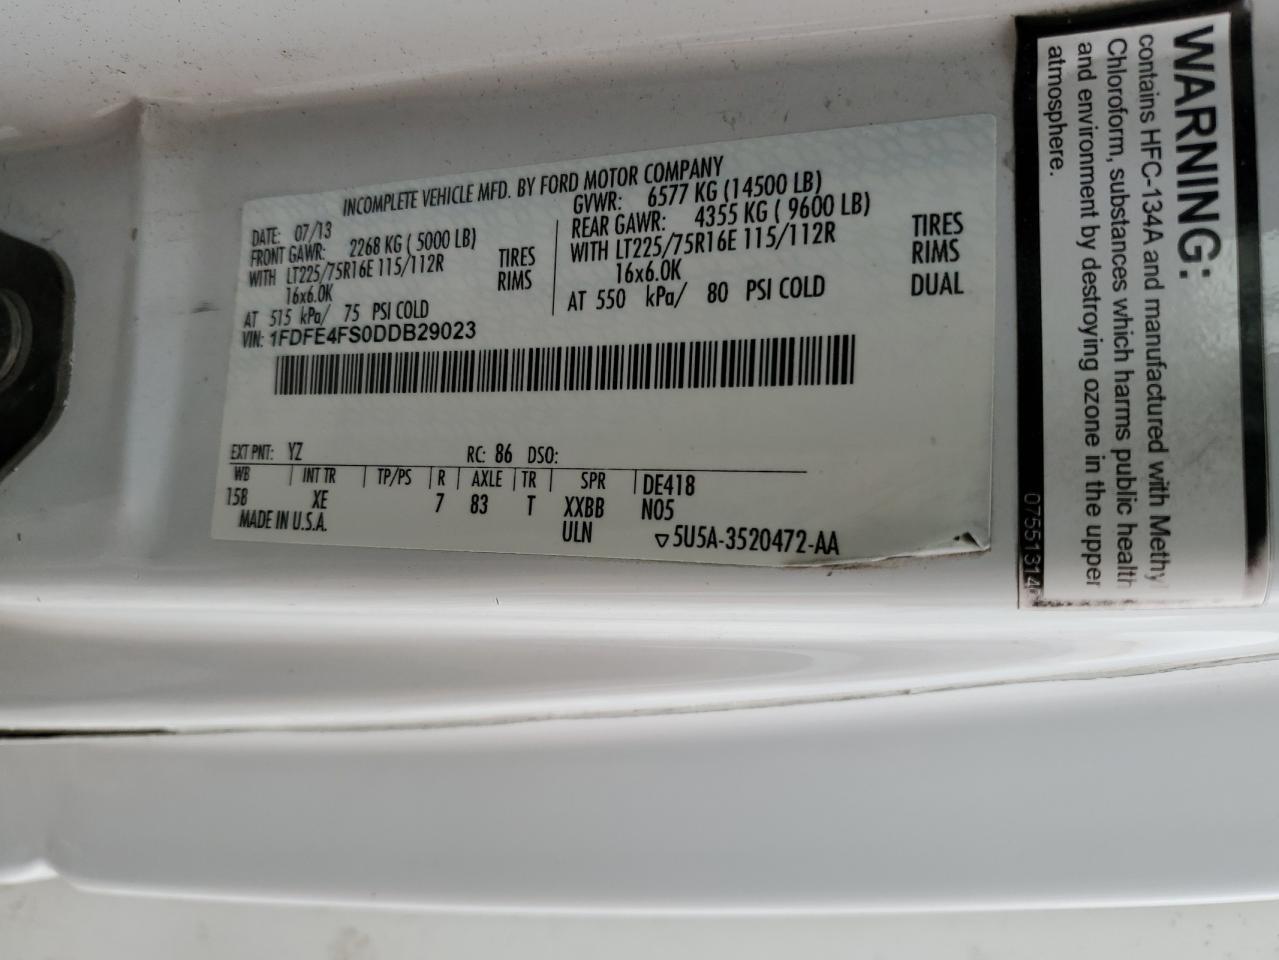 INCOMPLETE VEHICLE MFD. BY FORD MOTOR COMPANY
DATE: 07/13
FRONT GAWR: 2268 KG ( 5000 LB)
WITH LT225/75R16E 115/112R TIRES
16x6.0K RIMS
AT 515 kPa/ 75 PSI COLD
GVWR: 6577 KG (14500 LB)
REAR GAWR: 4355 KG ( 9600 LB)
WITH LT225/75R16E 115/112R TIRES
16x6.0K RIMS
AT 550 kPa/ 80 PSI COLD DUAL
VIN: 1FDFE4FS0DDB29023
EXT PNT: YZ RC: 86 DSO:
WB INT TR TP/PS R AXLE TR SPR DE418
158 XE 7 83 T XXBB N05
MADE IN U.S.A. ULN ▽5U5A-3520472-AA
WARNING:
contains HFC-134A and manufactured with Methyl
Chloroform, substances which harms public health
and environment by destroying ozone in the upper
atmosphere.
0755131